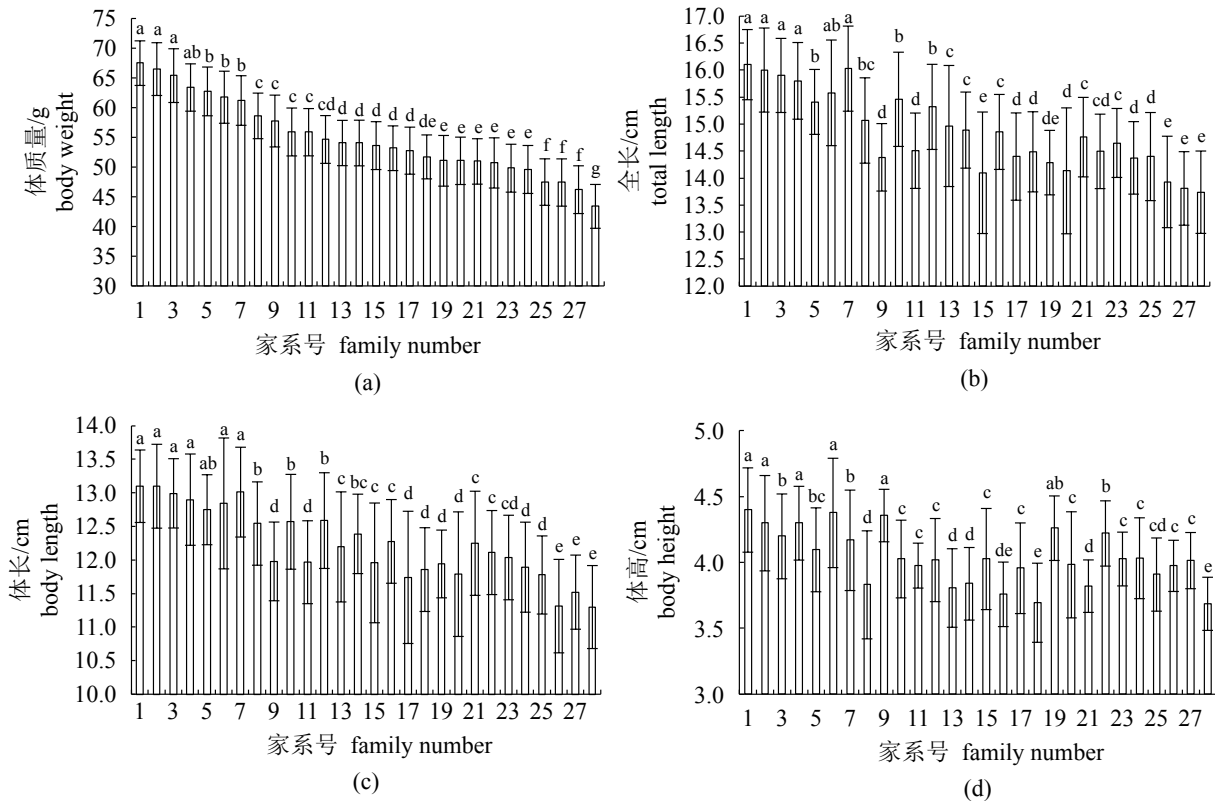 75
70
65
60
55
50
45
40
35
30
体质量/g
body weight
a a a ab b b b c c c c cd d d d d d de e e e e e e f f f g
1 3 5 7 9 11 13 15 17 19 21 23 25 27
家系号 family number
(a)
17.0
16.5
16.0
15.5
15.0
14.5
14.0
13.5
13.0
12.5
12.0
全长/cm
total length
a a a a b ab a bc d b d b c c e c d d de d c cd c d d e e e
1 3 5 7 9 11 13 15 17 19 21 23 25 27
家系号 family number
(b)
14.0
13.5
13.0
12.5
12.0
11.5
11.0
10.5
10.0
体长/cm
body length
a a a a ab a a b d b d b c bc c c d d d d c c cd d d e e e
1 3 5 7 9 11 13 15 17 19 21 23 25 27
家系号 family number
(c)
5.0
4.5
4.0
3.5
3.0
体高/cm
body height
a a b a bc a b d a c c c d d c de c e ab c d b c c cd c c e
1 3 5 7 9 11 13 15 17 19 21 23 25 27
家系号 family number
(d)